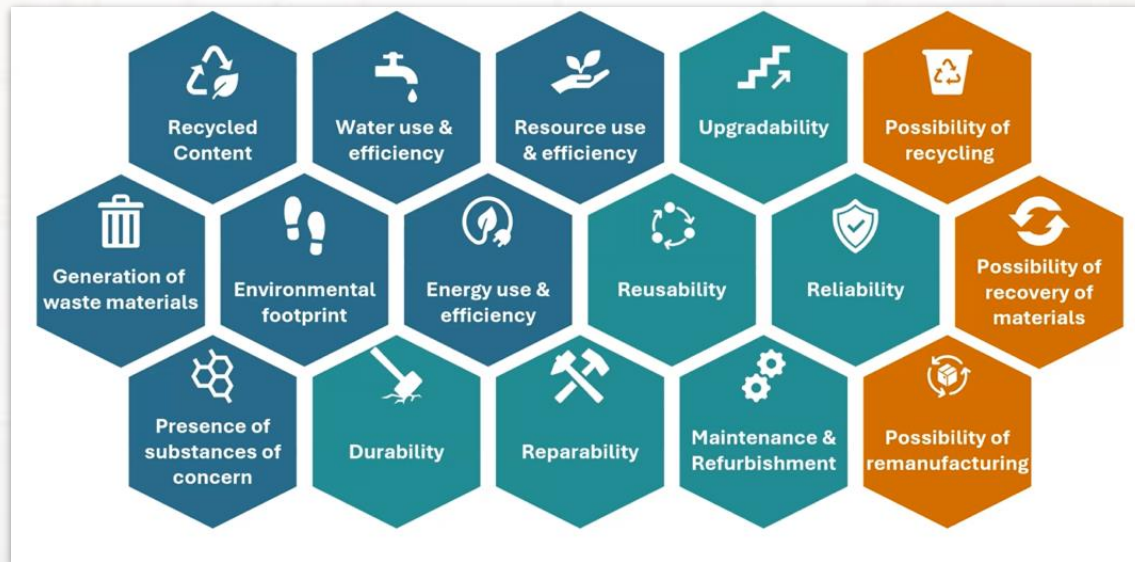 Recycled
Content
Water use &
efficiency
Resource use
& efficiency
Upgradability
Possibility of
recycling
Generation of
waste materials
Environmental
footprint
Energy use &
efficiency
Reusability
Reliability
Possibility of
recovery of
materials
Presence of
substances of
concern
Durability
Reparability
Maintenance &
Refurbishment
Possibility of
remanufacturing